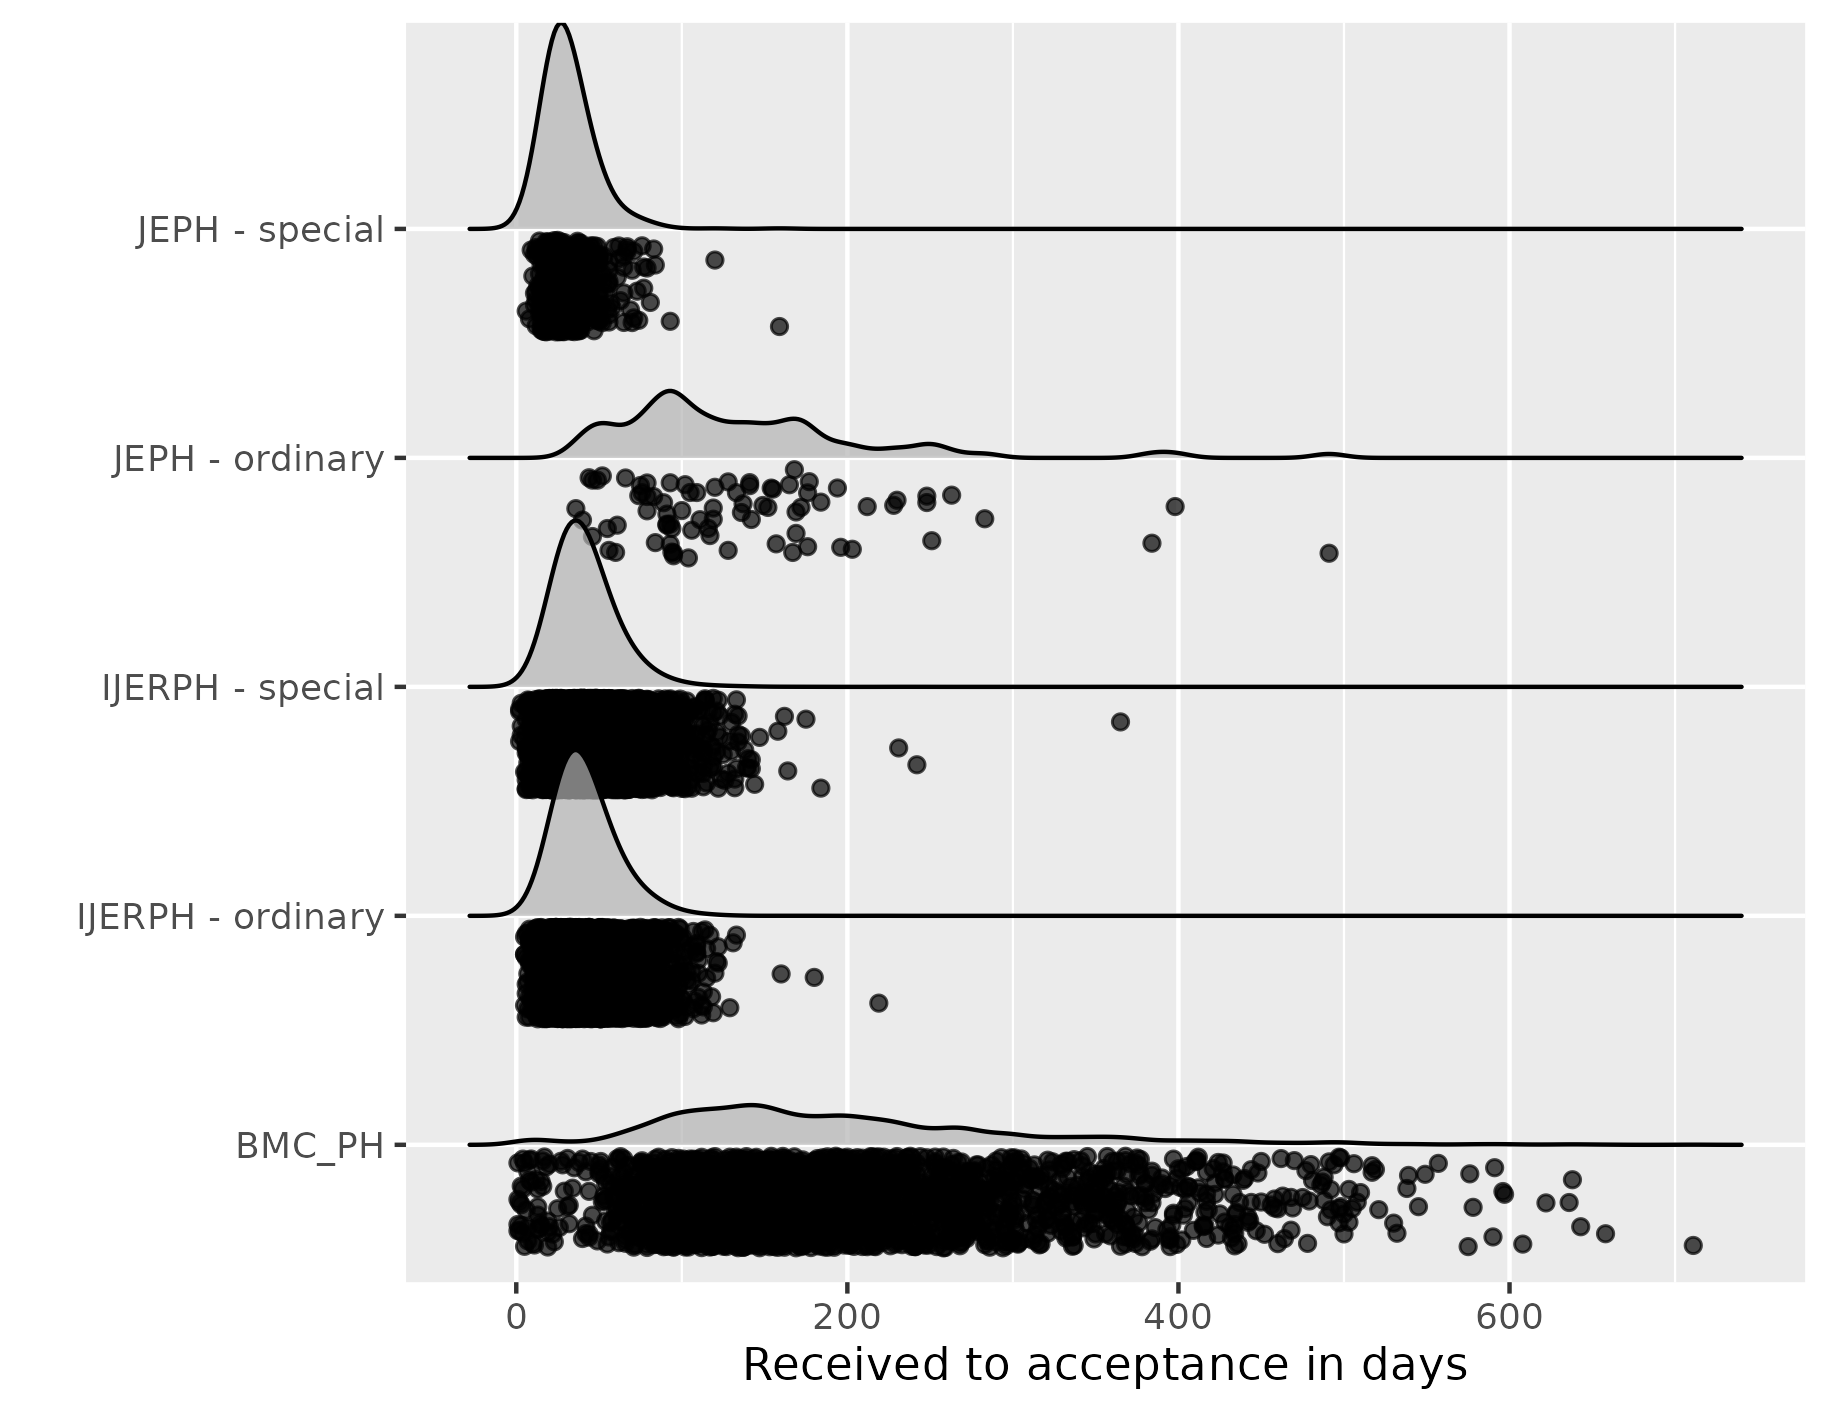 JEPH - special
JEPH - ordinary
IJERPH - special
IJERPH - ordinary
BMC_PH
0 200 400 600
Received to acceptance in days